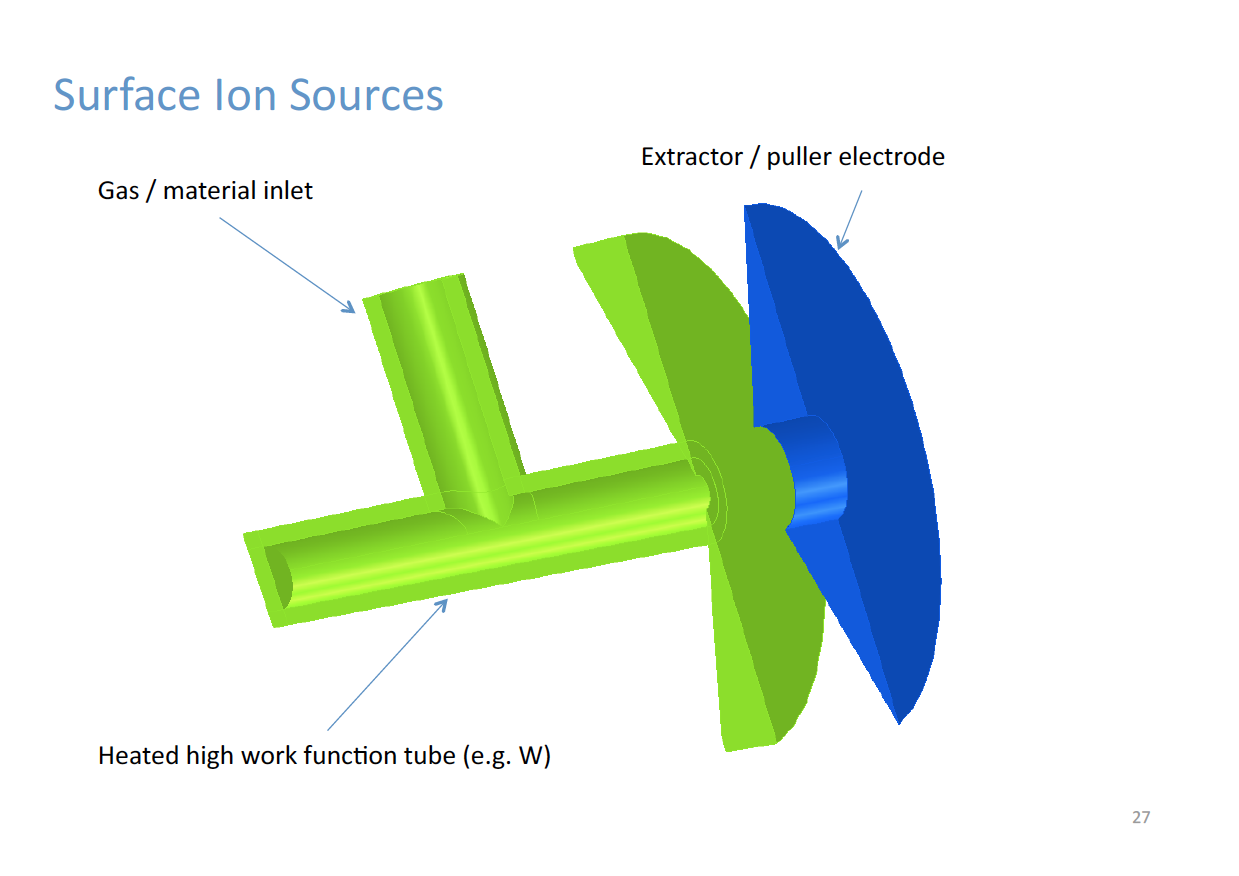 Surface Ion Sources
Extractor / puller electrode
Gas / material inlet
Heated high work function tube (e.g. W)
27